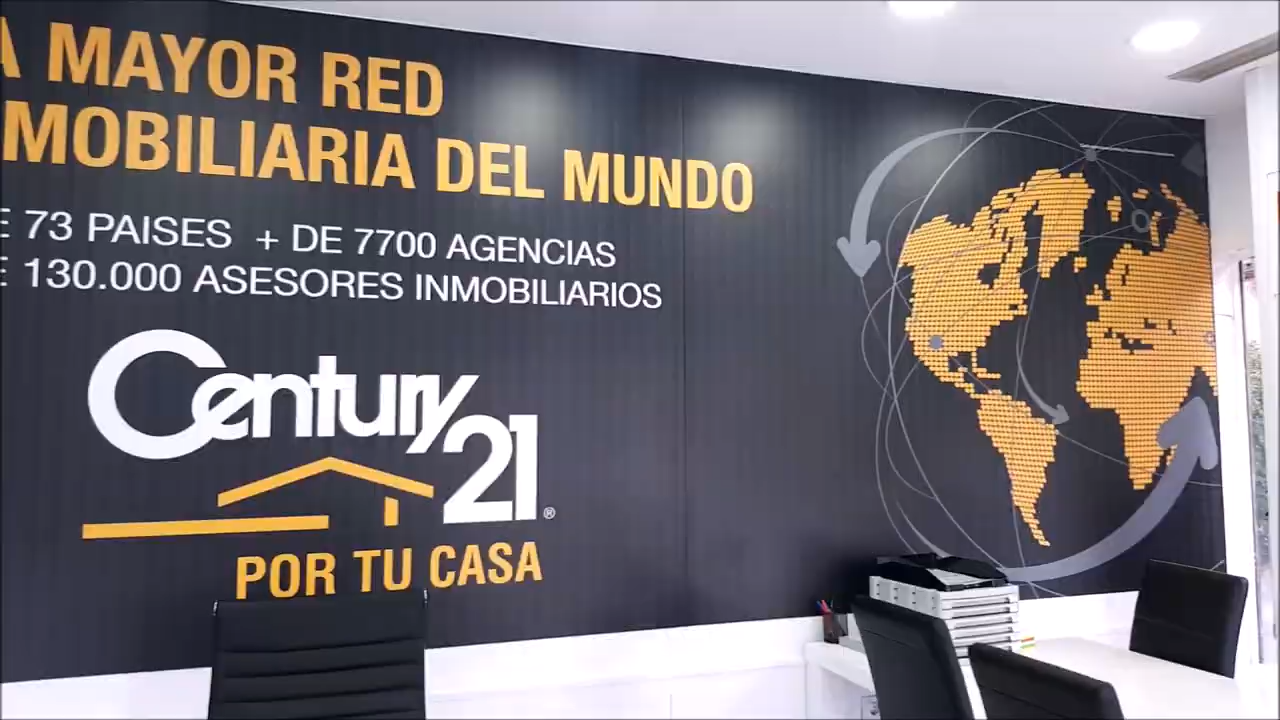 A MAYOR RED
MOBILIARIA DEL MUNDO
E 73 PAISES + DE 7700 AGENCIAS
E 130.000 ASESORES INMOBILIARIOS
Century
21®
POR TU CASA